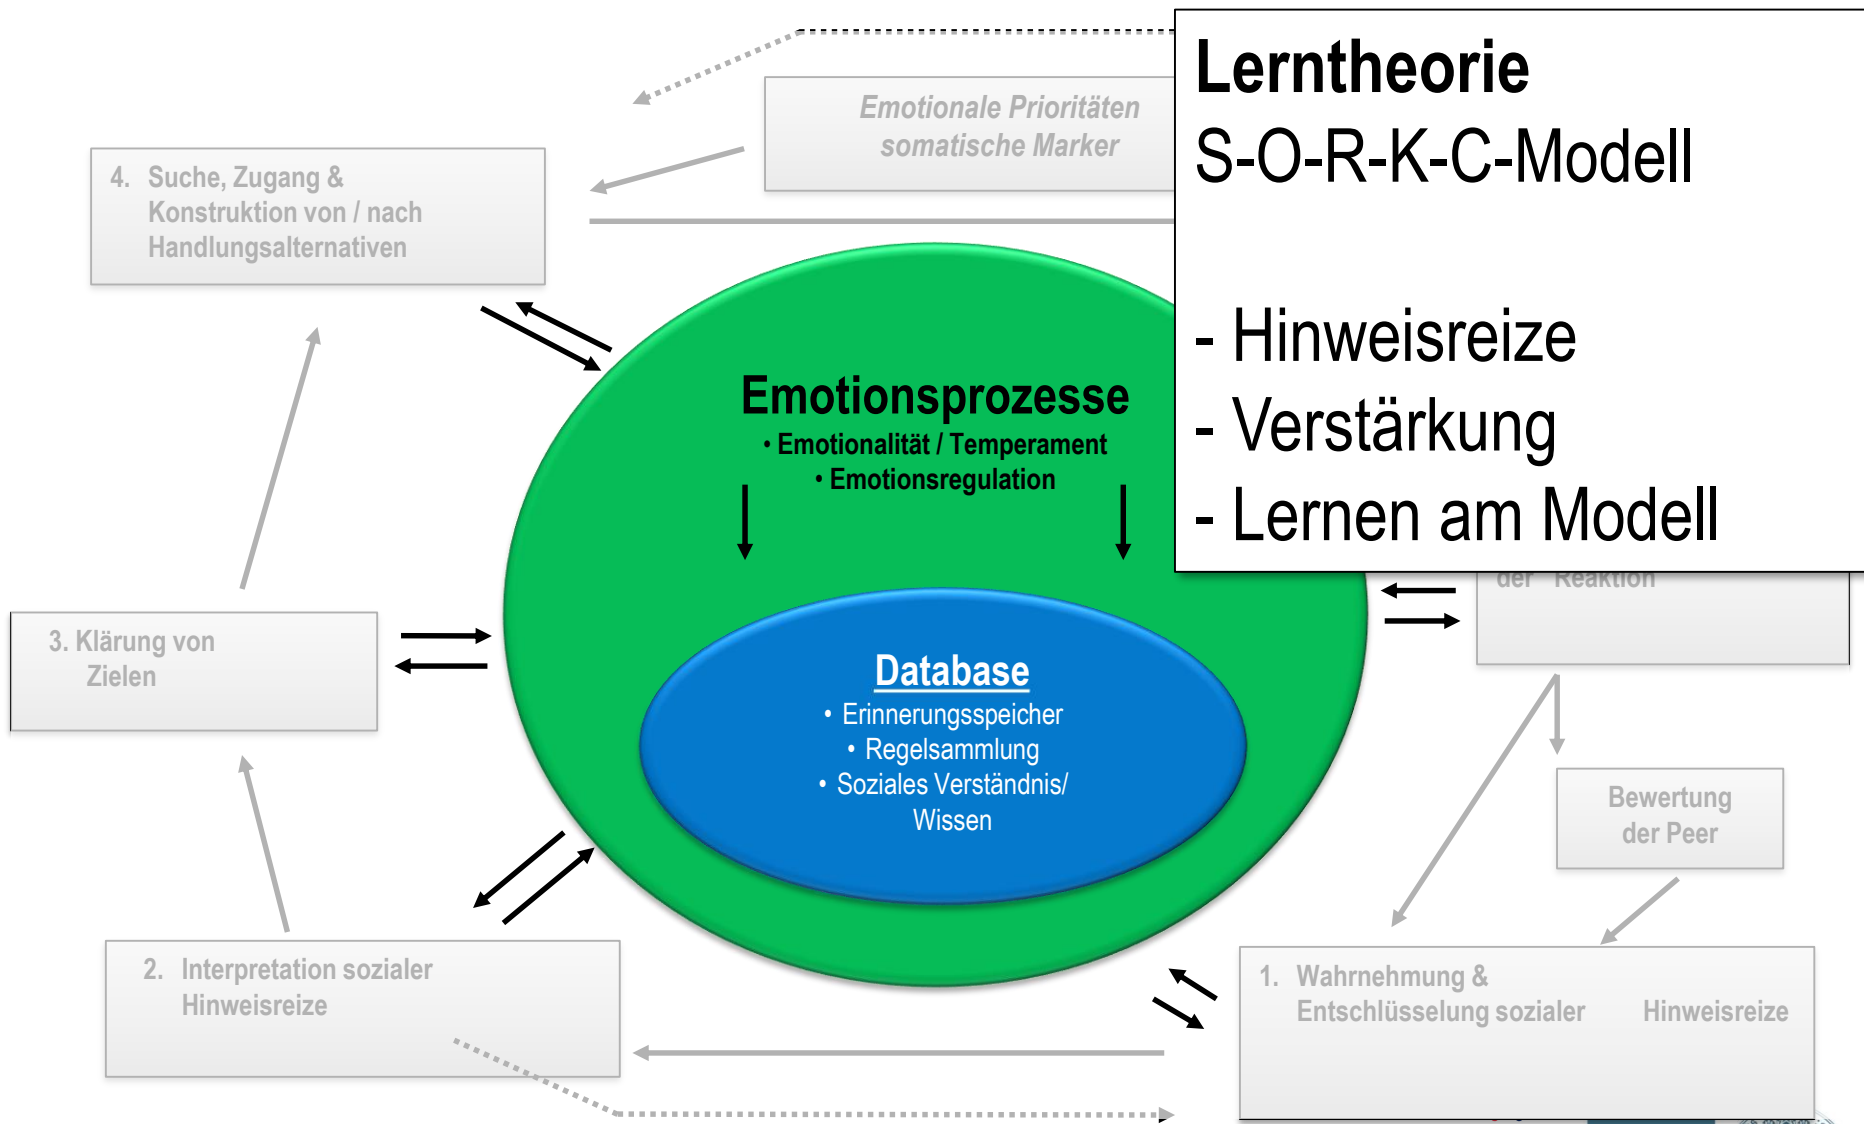 Lerntheorie
S-O-R-K-C-Modell
- Hinweisreize
- Verstärkung
- Lernen am Modell
Emotionale Prioritäten
somatische Marker
4. Suche, Zugang &
Konstruktion von / nach
Handlungsalternativen
Emotionsprozesse
• Emotionalität / Temperament
• Emotionsregulation
der Reaktion
3. Klärung von
Zielen
Database
• Erinnerungsspeicher
• Regelsammlung
• Soziales Verständnis/
Wissen
Bewertung
der Peer
2. Interpretation sozialer
Hinweisreize
1. Wahrnehmung &
Entschlüsselung sozialer Hinweisreize